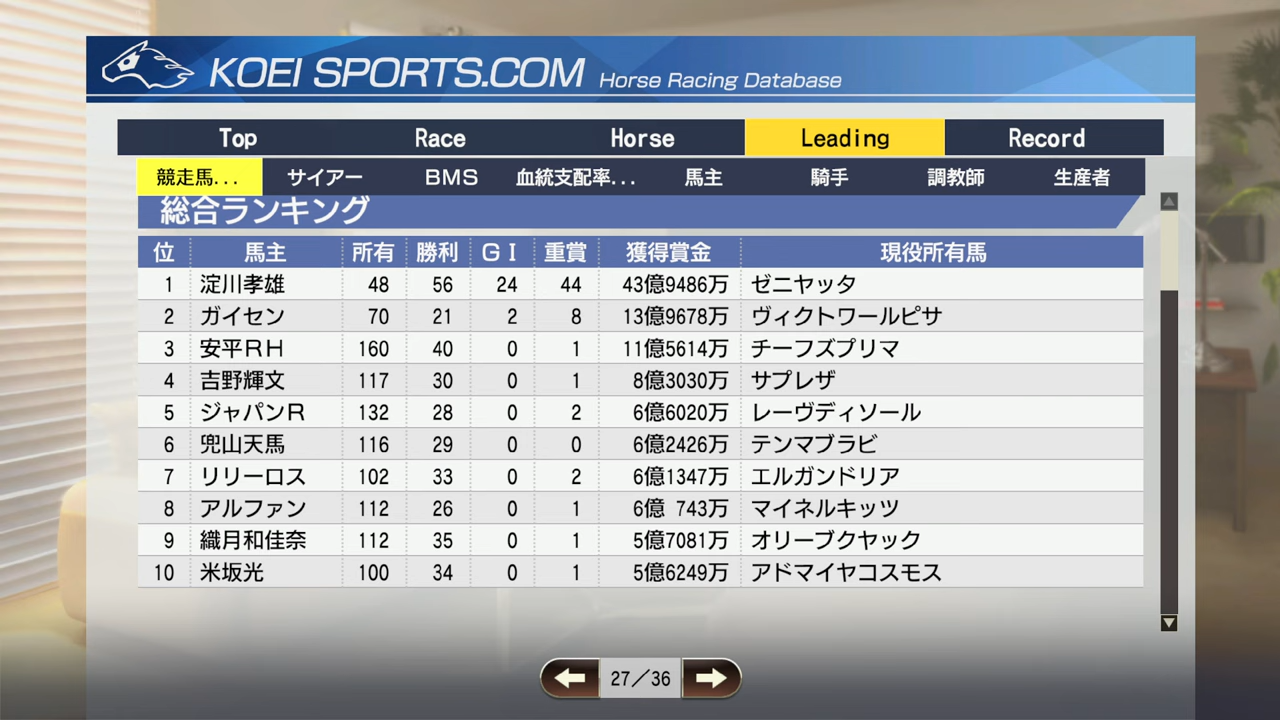 KOEI SPORTS.COM Horse Racing Database
Top Race Horse Leading Record
競走馬... サイアー BMS 血統支配率... 馬主 騎手 調教師 生産者
総合ランキング
位 馬主 所有 勝利 GⅠ 重賞 獲得賞金 現役所有馬
1 淀川孝雄 48 56 24 44 43億9486万 ゼニヤッタ
2 ガイセン 70 21 2 8 13億9678万 ヴィクトワールピサ
3 安平RH 160 40 0 1 11億5614万 チーフズプリマ
4 吉野輝文 117 30 0 1 8億3030万 サプレザ
5 ジャパンR 132 28 0 2 6億6020万 レーヴディソール
6 兜山天馬 116 29 0 0 6億2426万 テンマブラビ
7 リリーロス 102 33 0 2 6億1347万 エルガンドリア
8 アルファン 112 26 0 1 6億 743万 マイネルキッツ
9 織月和佳奈 112 35 0 1 5億7081万 オリーブクヤック
10 米坂光 100 34 0 1 5億6249万 アドマイヤコスモス
27/36